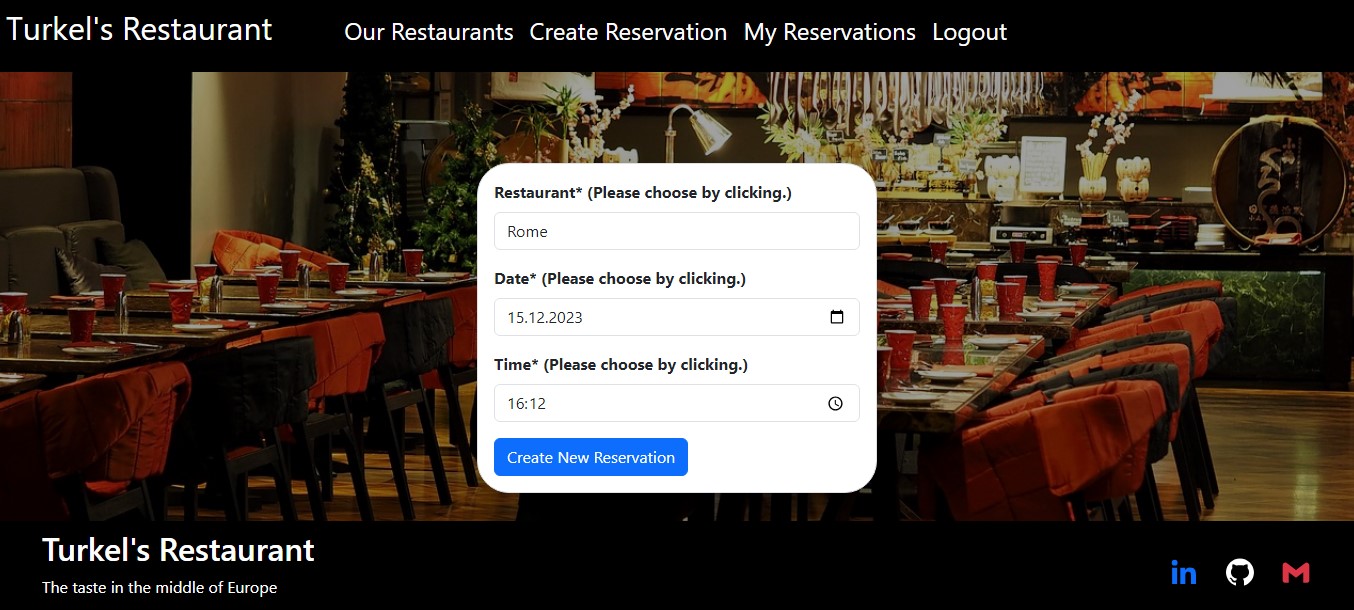 Turkel's Restaurant
Our Restaurants Create Reservation My Reservations Logout
Restaurant* (Please choose by clicking.)
Rome
Date* (Please choose by clicking.)
15.12.2023
Time* (Please choose by clicking.)
16:12
Create New Reservation
Turkel's Restaurant
The taste in the middle of Europe
in